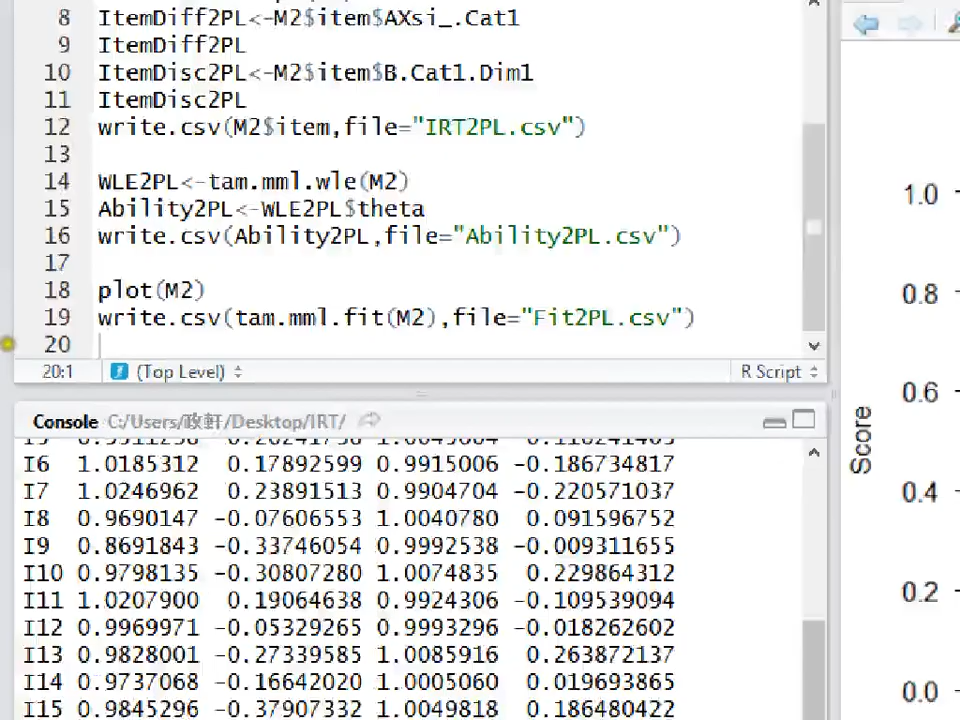 8 ItemDiff2PL<-M2$item$AXsi_.Cat1
9 ItemDiff2PL
10 ItemDisc2PL<-M2$item$B.Cat1.Dim1
11 ItemDisc2PL
12 write.csv(M2$item,file="IRT2PL.csv")
13
14 WLE2PL<-tam.mml.wle(M2)
15 Ability2PL<-WLE2PL$theta
16 write.csv(Ability2PL,file="Ability2PL.csv")
17
18 plot(M2)
19 write.csv(tam.mml.fit(M2),file="Fit2PL.csv")
20
20:1 (Top Level) R Script
Console C:/Users/政軒/Desktop/IRT/
I6 1.0185312 0.17892599 0.9915006 -0.186734817
I7 1.0246962 0.23891513 0.9904704 -0.220571037
I8 0.9690147 -0.07606553 1.0040780 0.091596752
I9 0.8691843 -0.33746054 0.9992538 -0.009311655
I10 0.9798135 -0.30807280 1.0074835 0.229864312
I11 1.0207900 0.19064638 0.9924306 -0.109539094
I12 0.9969971 -0.05329265 0.9993296 -0.018262602
I13 0.9828001 -0.27339585 1.0085916 0.263872137
I14 0.9737068 -0.16642020 1.0005060 0.019693865
I15 0.9845296 -0.37907332 1.0049818 0.186480422
1.0
0.8
0.6
0.4
0.2
0.0
Score